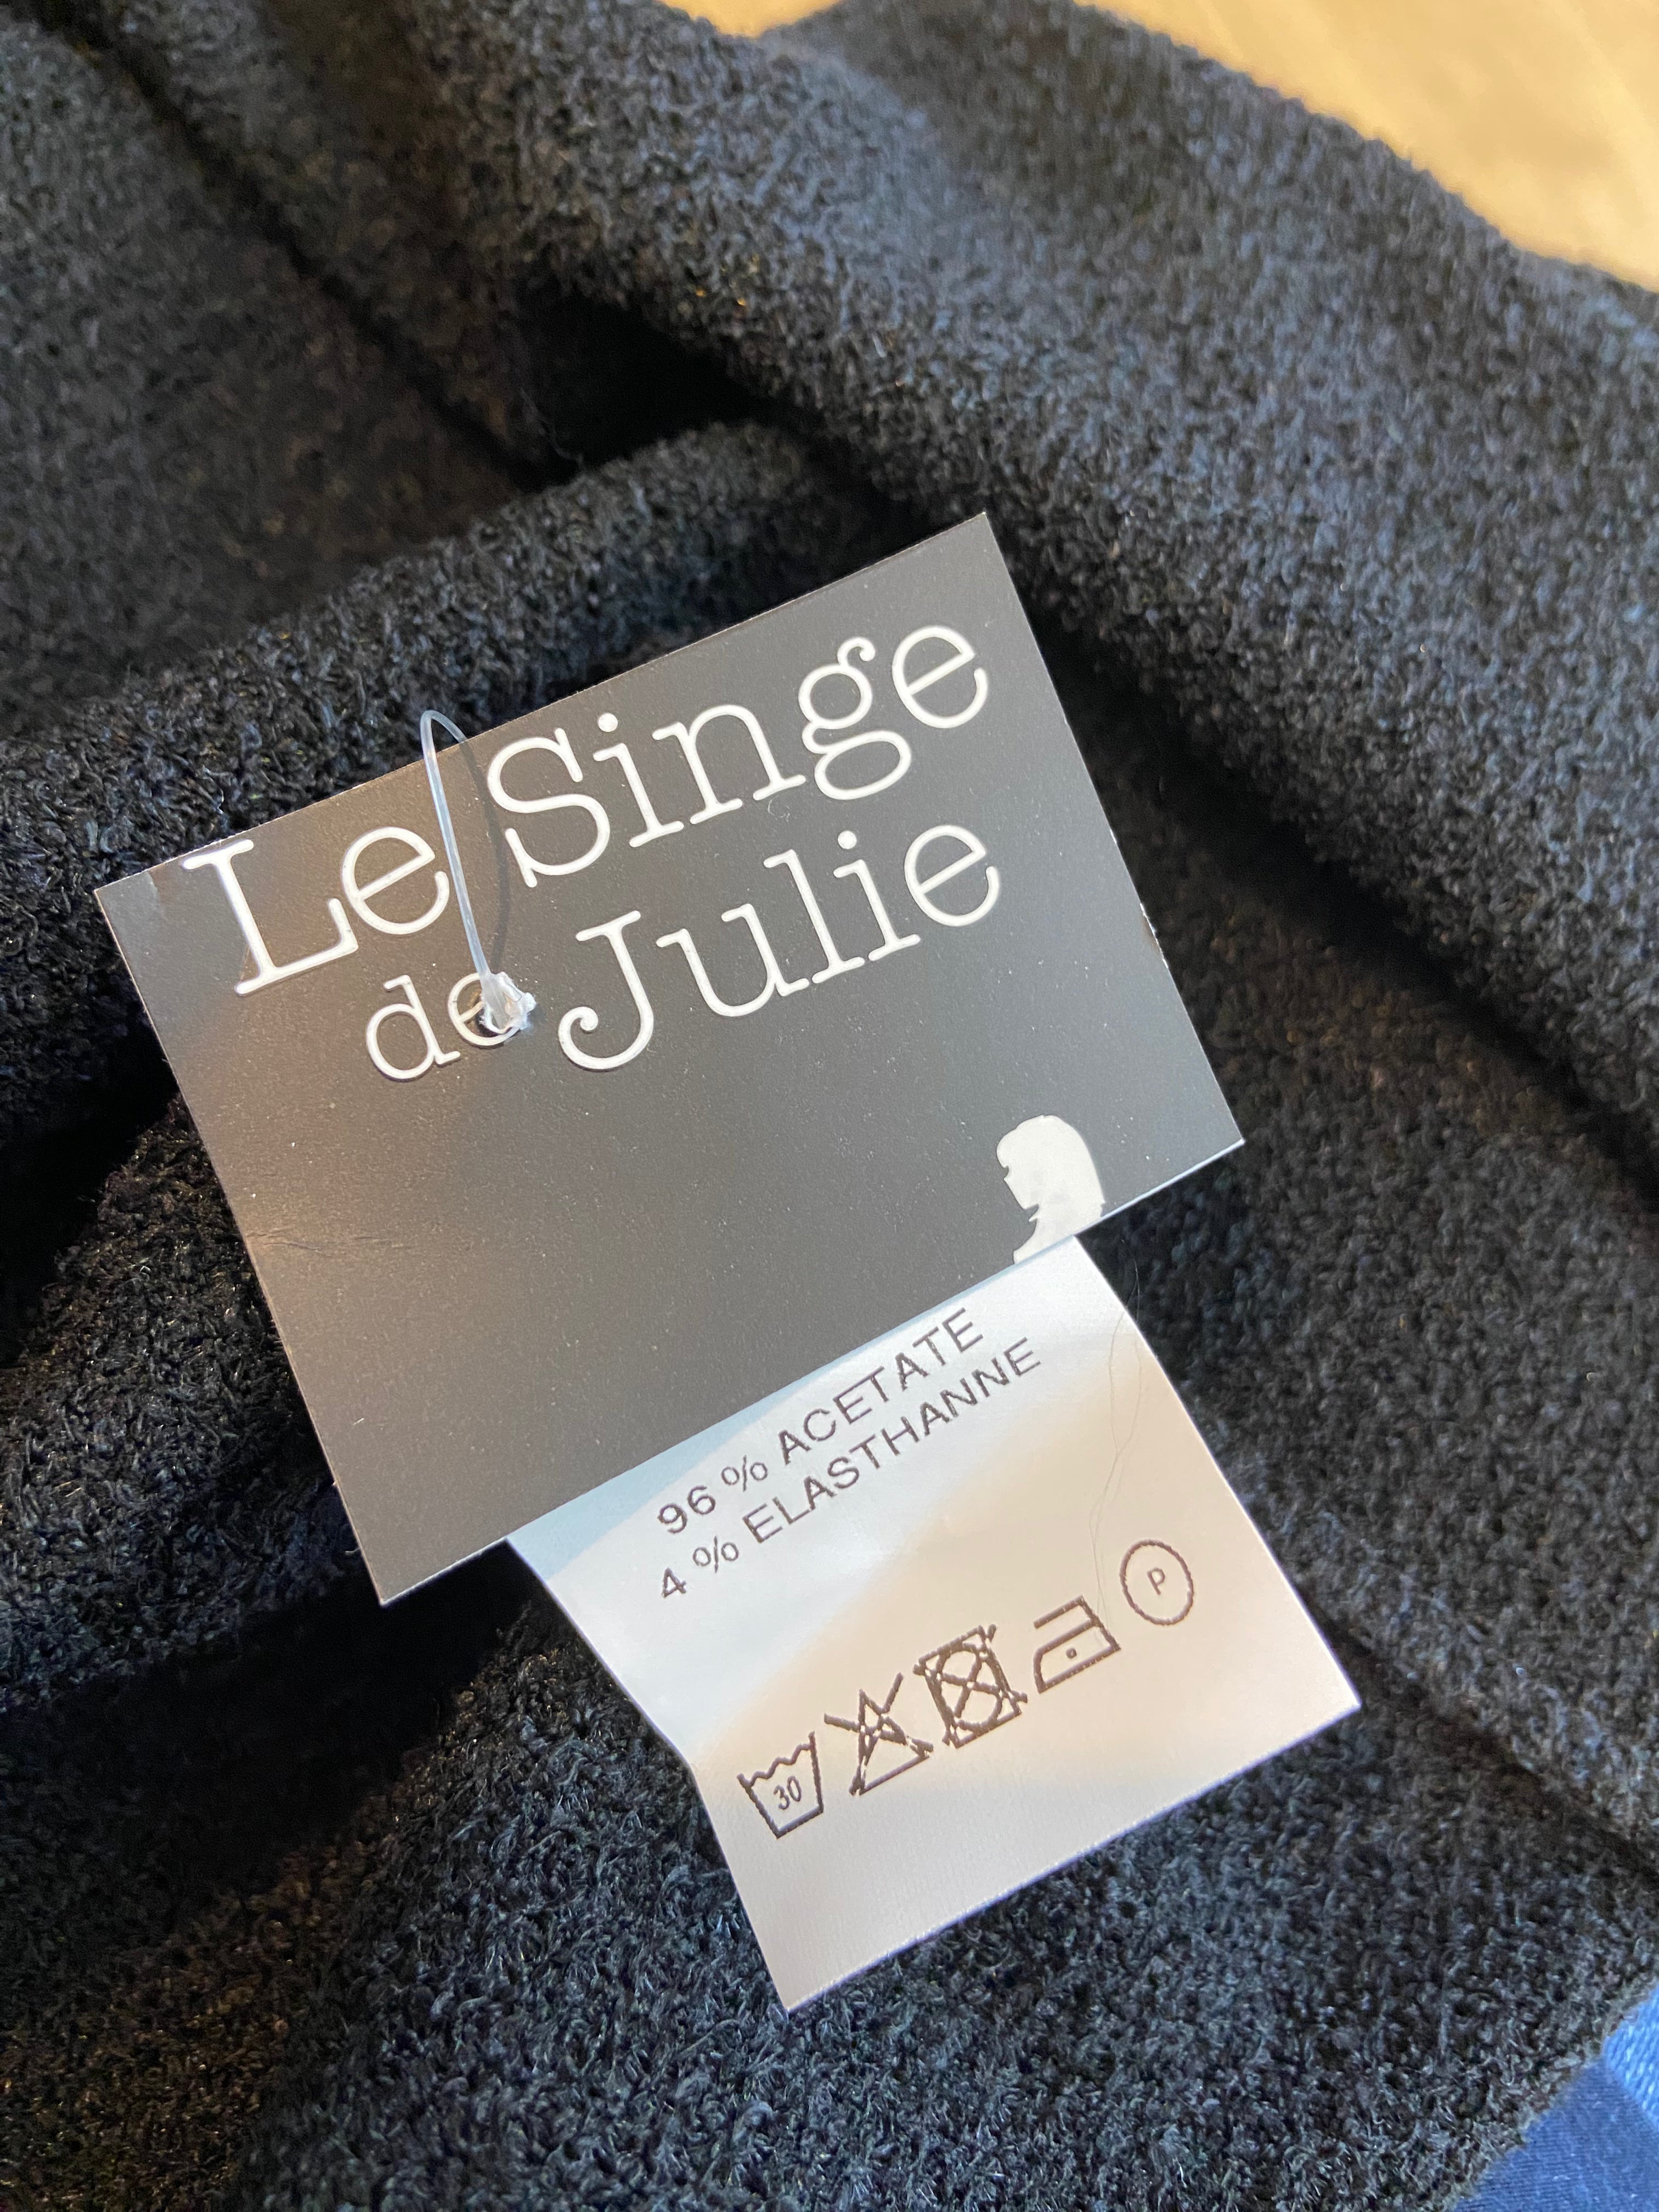 Le Singe
de Julie
96 % ACETATE
4 % ELASTHANNE
30
P